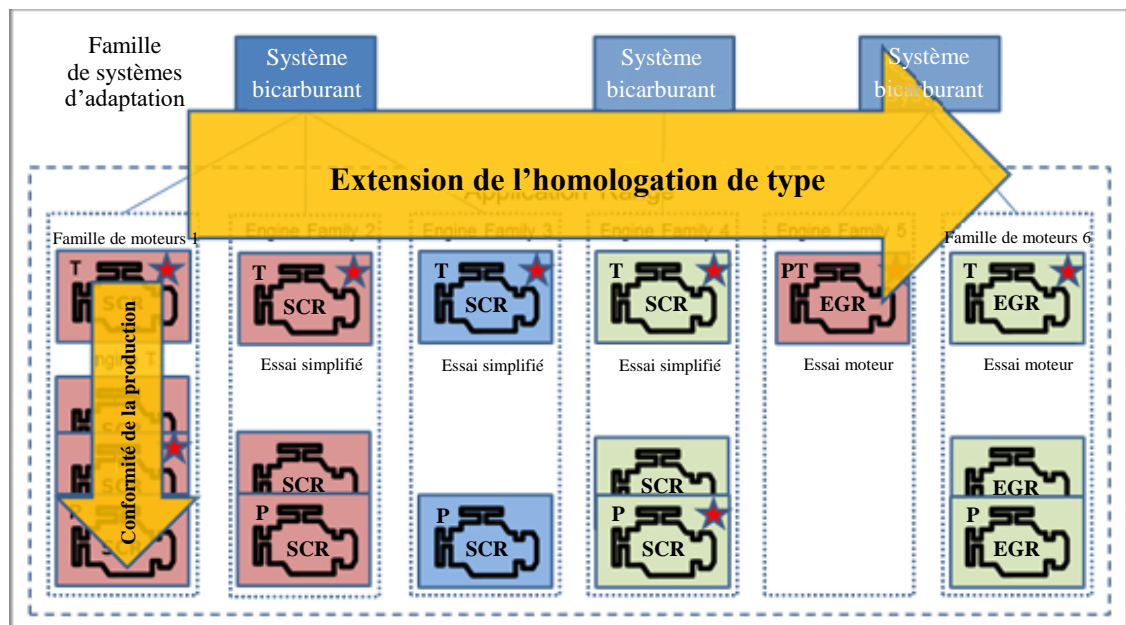 Famille
de systèmes
d'adaptation
Système
bicarburant
Système
bicarburant
Système
bicarburant
Extension de l'homologation de type
Application Range
Famille de moteurs 1
Engine Family 2
Engine Family 3
Engine Family 4
Engine Family 5
Famille de moteurs 6
T
SCR
T
SCR
T
SCR
T
SCR
PT
EGR
T
EGR
Essai simplifié
Essai simplifié
Essai simplifié
Essai moteur
Essai moteur
Conformité de la production
SCR
SCR
SCR
EGR
P
SCR
P
SCR
P
SCR
P
SCR
P
EGR